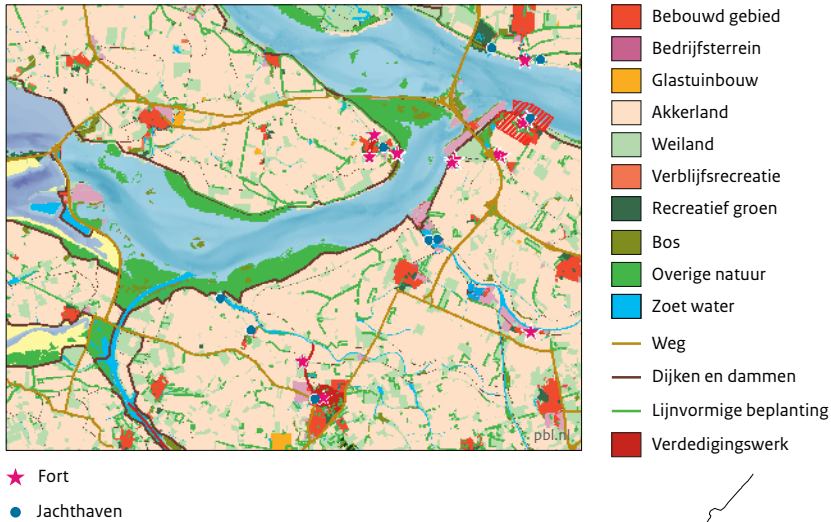 Bebouwd gebied
Bedrijfsterrein
Glastuinbouw
Akkerland
Weiland
Verblijfsrecreatie
Recreatief groen
Bos
Overige natuur
Zoet water
Weg
Dijken en dammen
Lijnvormige beplanting
Verdedigingswerk
pbl.nl
Fort
Jachthaven